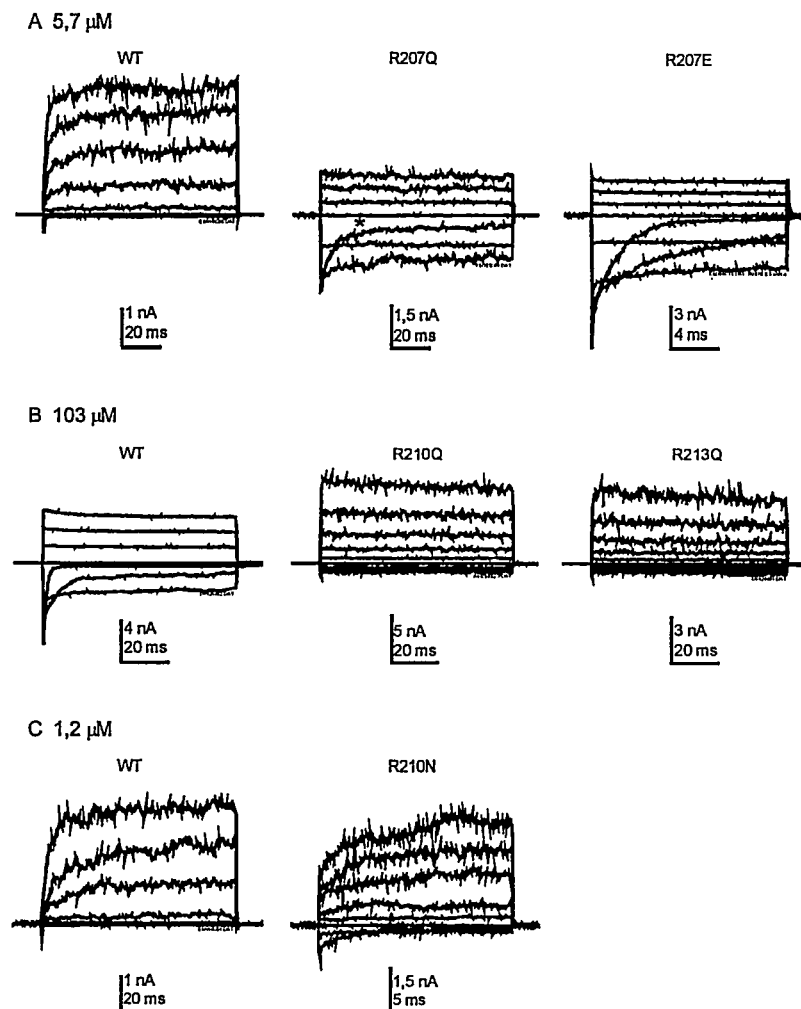 A 5,7 µM
WT
R207Q
R207E
*
1 nA
20 ms
1,5 nA
20 ms
3 nA
4 ms
B 103 µM
WT
R210Q
R213Q
4 nA
20 ms
5 nA
20 ms
3 nA
20 ms
C 1,2 µM
WT
R210N
1 nA
20 ms
1,5 nA
5 ms